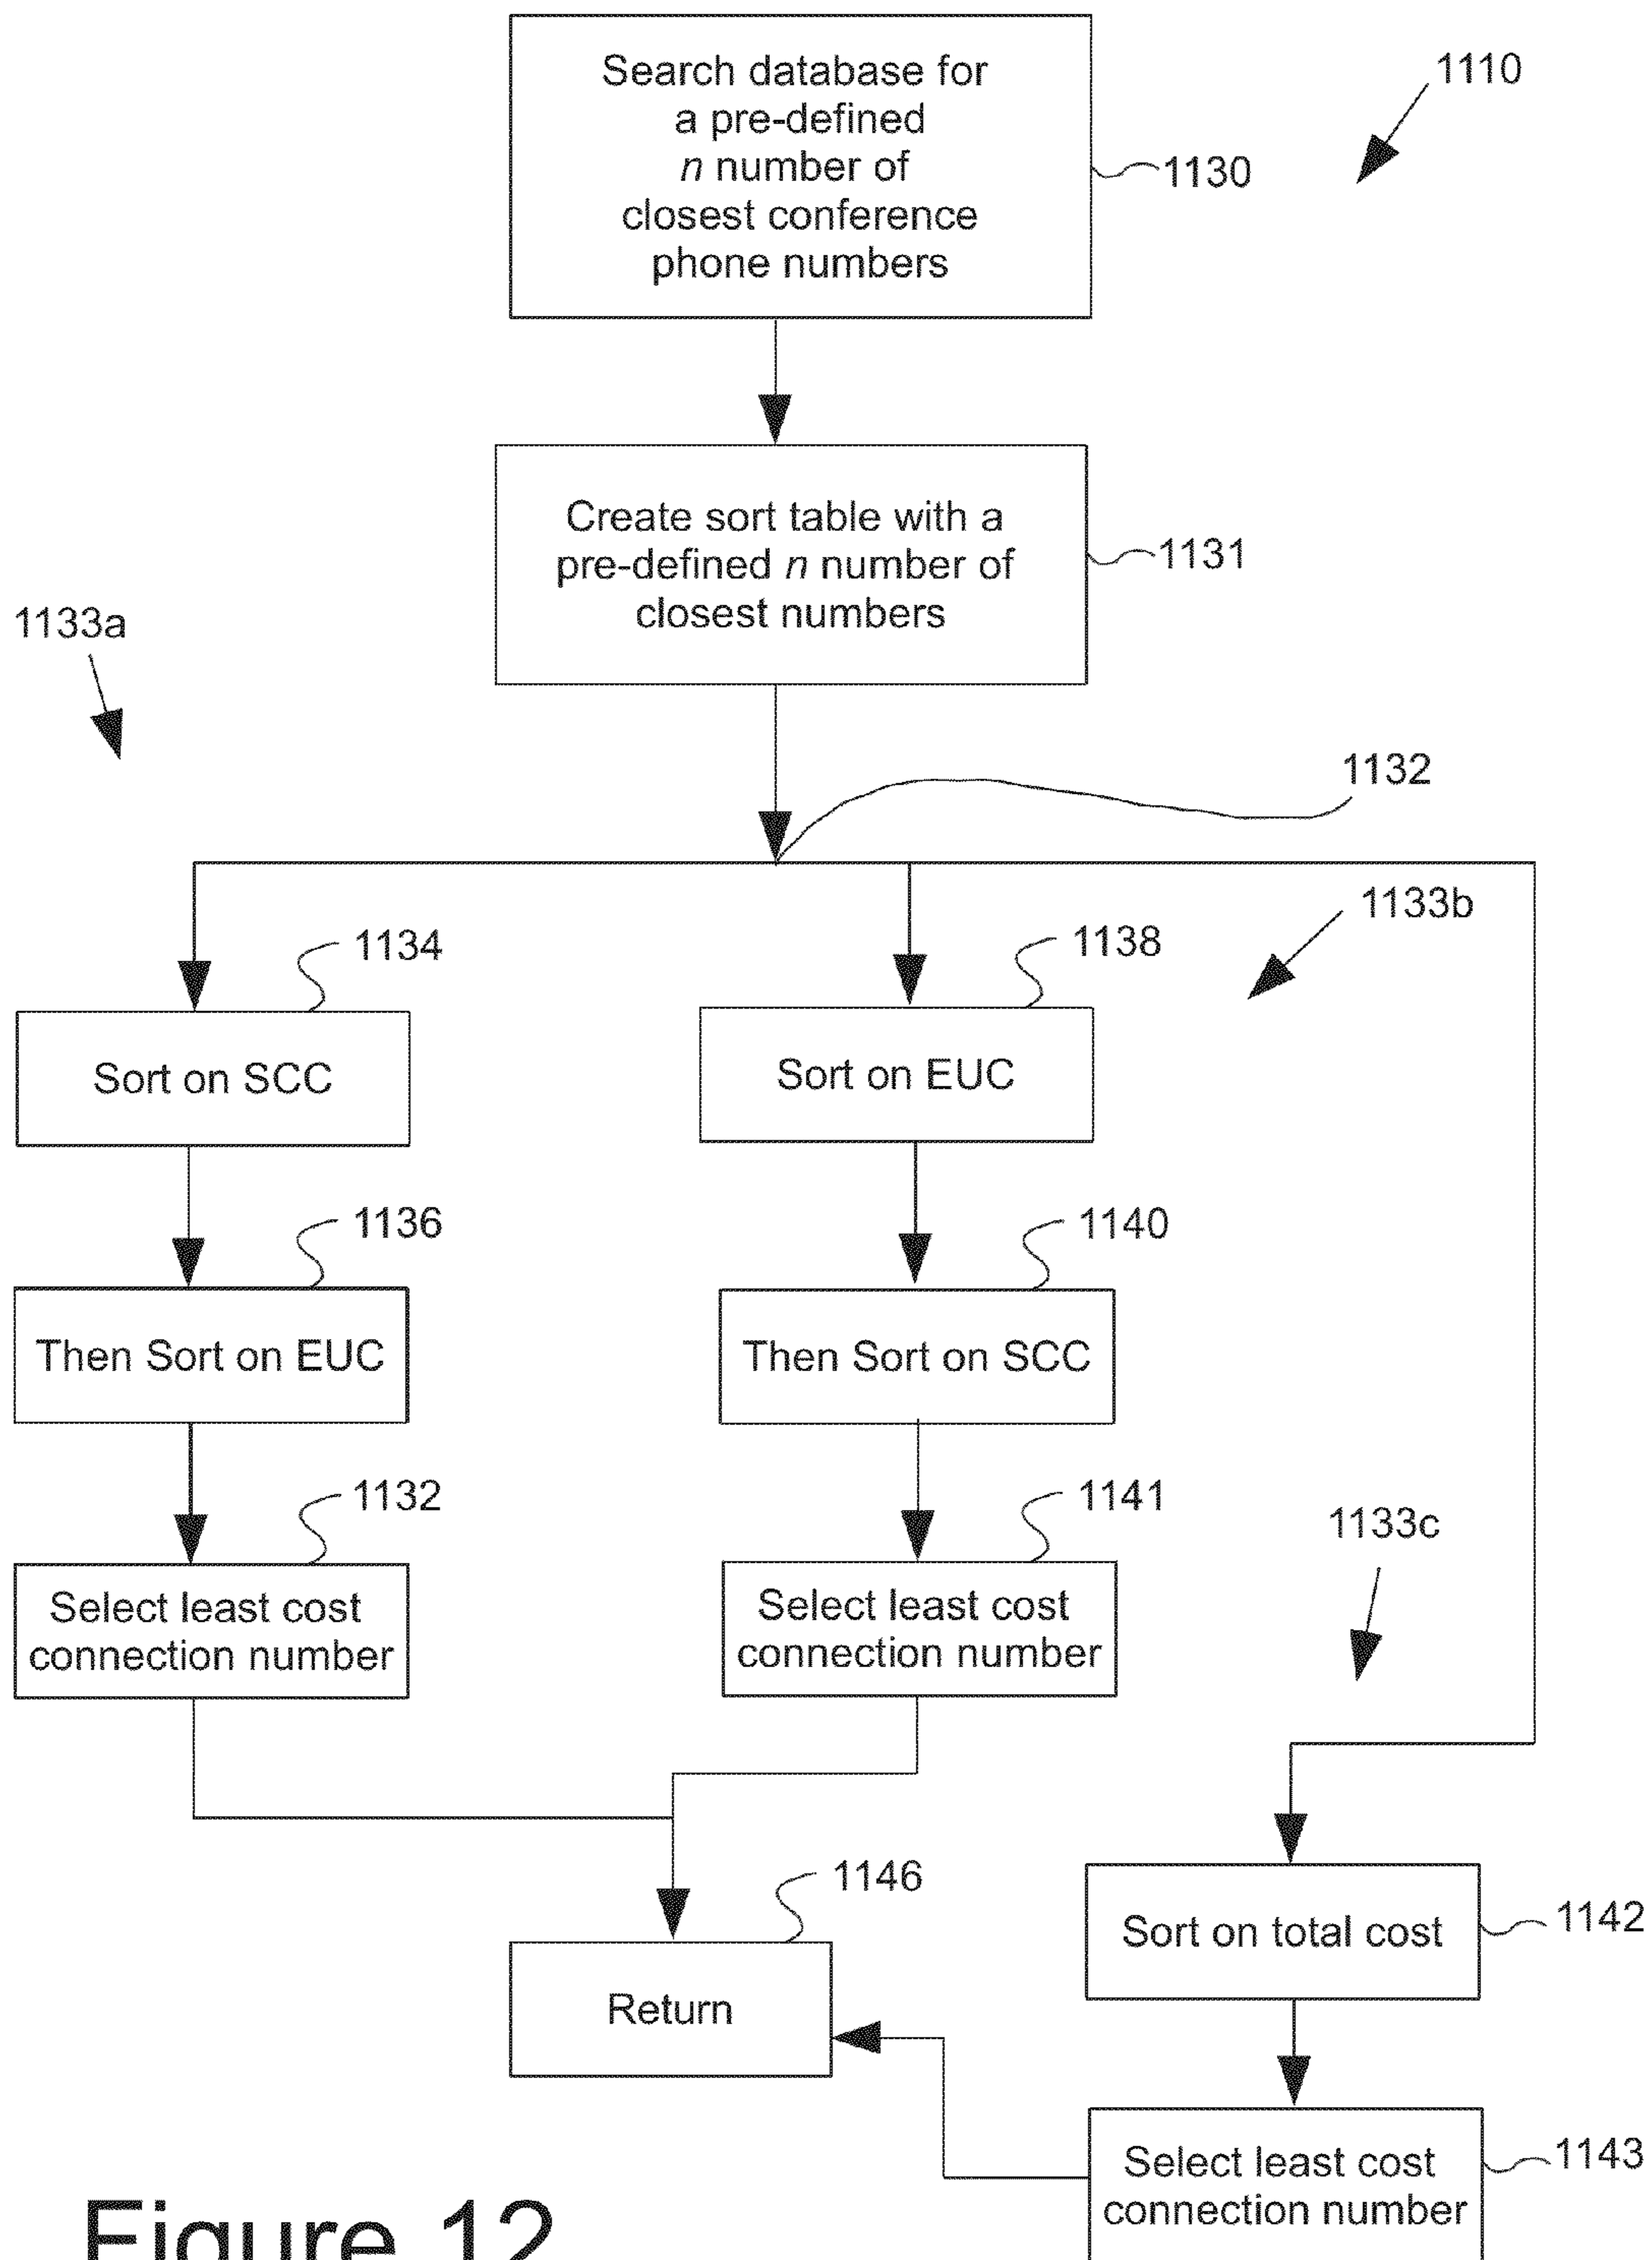 Search database for
a pre-defined
n number of
closest conference
phone numbers
1130
1110
Create sort table with a
pre-defined n number of
closest numbers
1131
1133a
1132
1133b
1134
1138
Sort on SCC
Sort on EUC
1136
1140
Then Sort on EUC
Then Sort on SCC
1132
1141
1133c
Select least cost
connection number
Select least cost
connection number
1146
Sort on total cost
1142
Return
Select least cost
connection number
1143
Figure 12